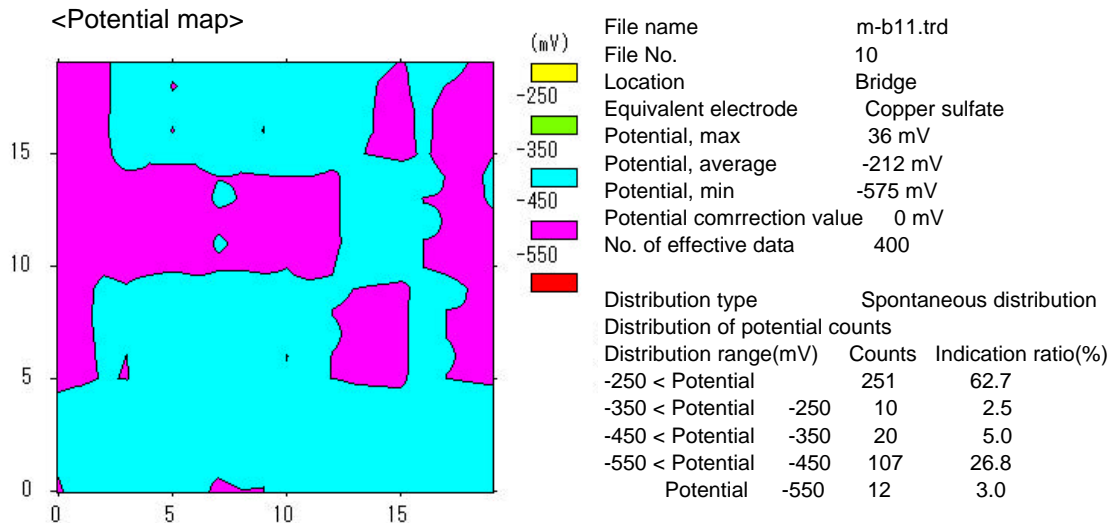 <Potential map>
(mV)
-250
-350
-450
-550
15
10
5
0
0 5 10 15
File name m-b11.trd
File No. 10
Location Bridge
Equivalent electrode Copper sulfate
Potential, max 36 mV
Potential, average -212 mV
Potential, min -575 mV
Potential comrrection value 0 mV
No. of effective data 400
Distribution type Spontaneous distribution
Distribution of potential counts
Distribution range(mV) Counts Indication ratio(%)
-250 < Potential 251 62.7
-350 < Potential -250 10 2.5
-450 < Potential -350 20 5.0
-550 < Potential -450 107 26.8
Potential -550 12 3.0